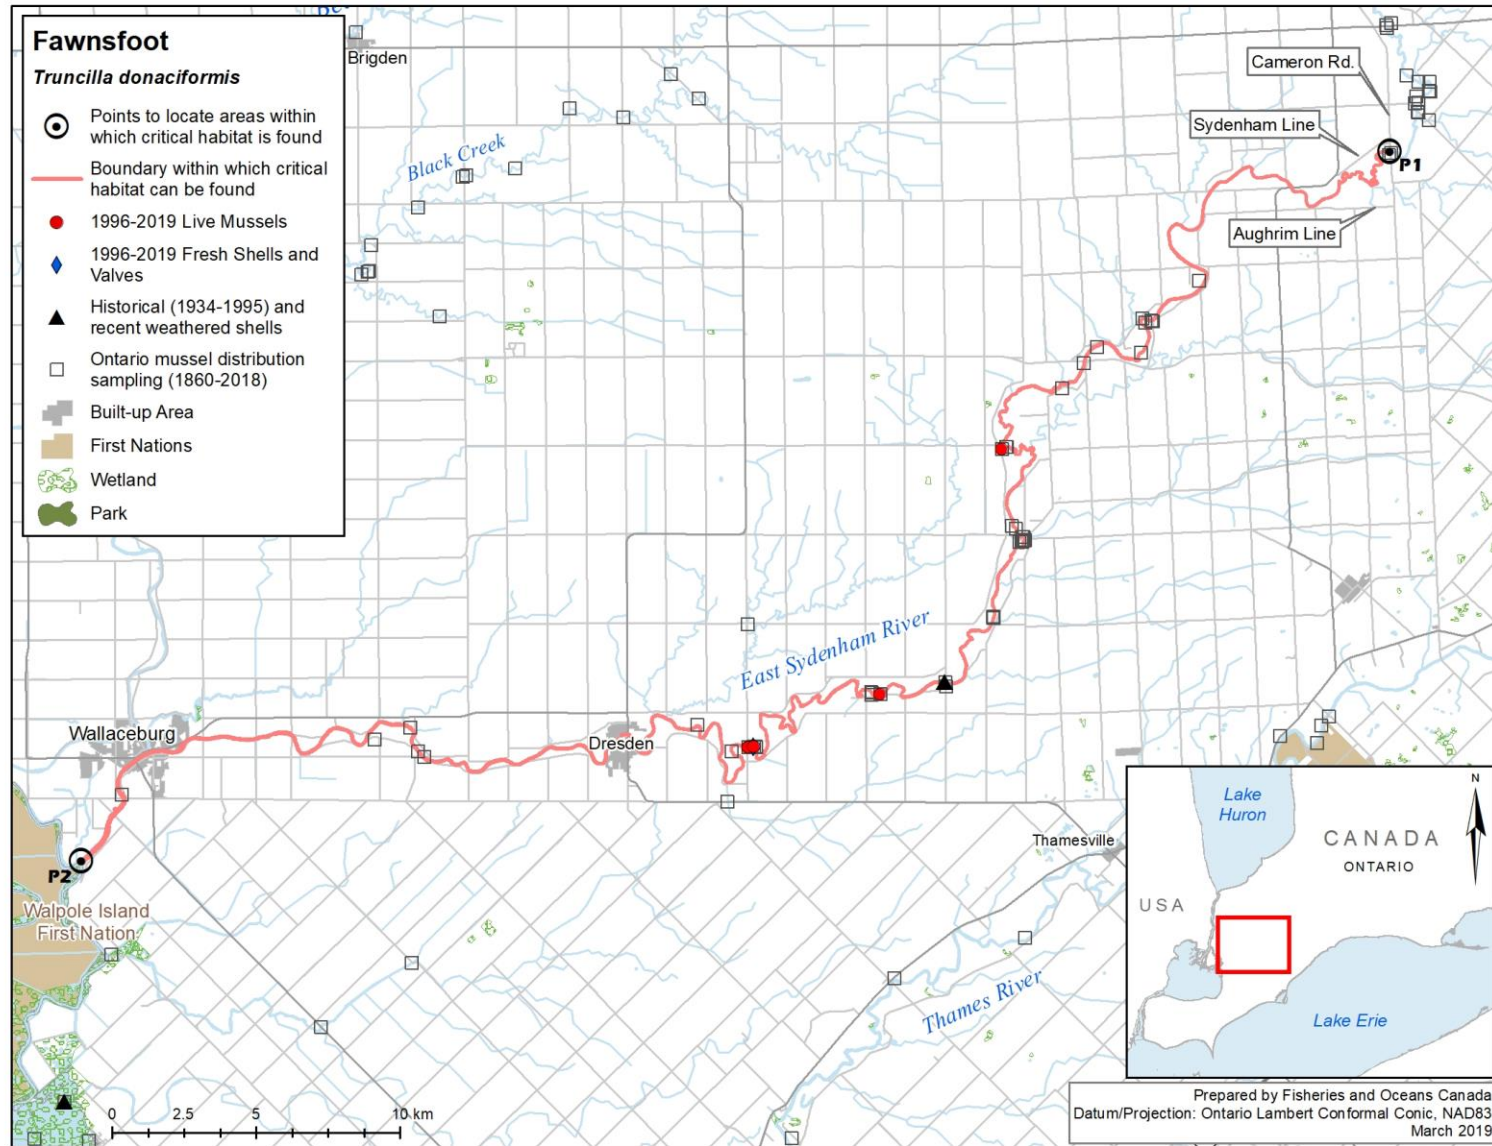 Fawnsfoot
Truncilla donaciformis
Points to locate areas within
which critical habitat is found
Boundary within which critical
habitat can be found
1996-2019 Live Mussels
1996-2019 Fresh Shells and
Valves
Historical (1934-1995) and
recent weathered shells
Ontario mussel distribution
sampling (1860-2018)
Built-up Area
First Nations
Wetland
Park
Brigden
Black Creek
Cameron Rd.
Sydenham Line
P1
Aughrim Line
East Sydenham River
Wallaceburg
Dresden
Thamesville
P2
Walpole Island
First Nation
Thames River
0 2.5 5 10 km
Lake
Huron
N
CANADA
ONTARIO
USA
Lake Erie
Prepared by Fisheries and Oceans Canada
Datum/Projection: Ontario Lambert Conformal Conic, NAD83
March 2019